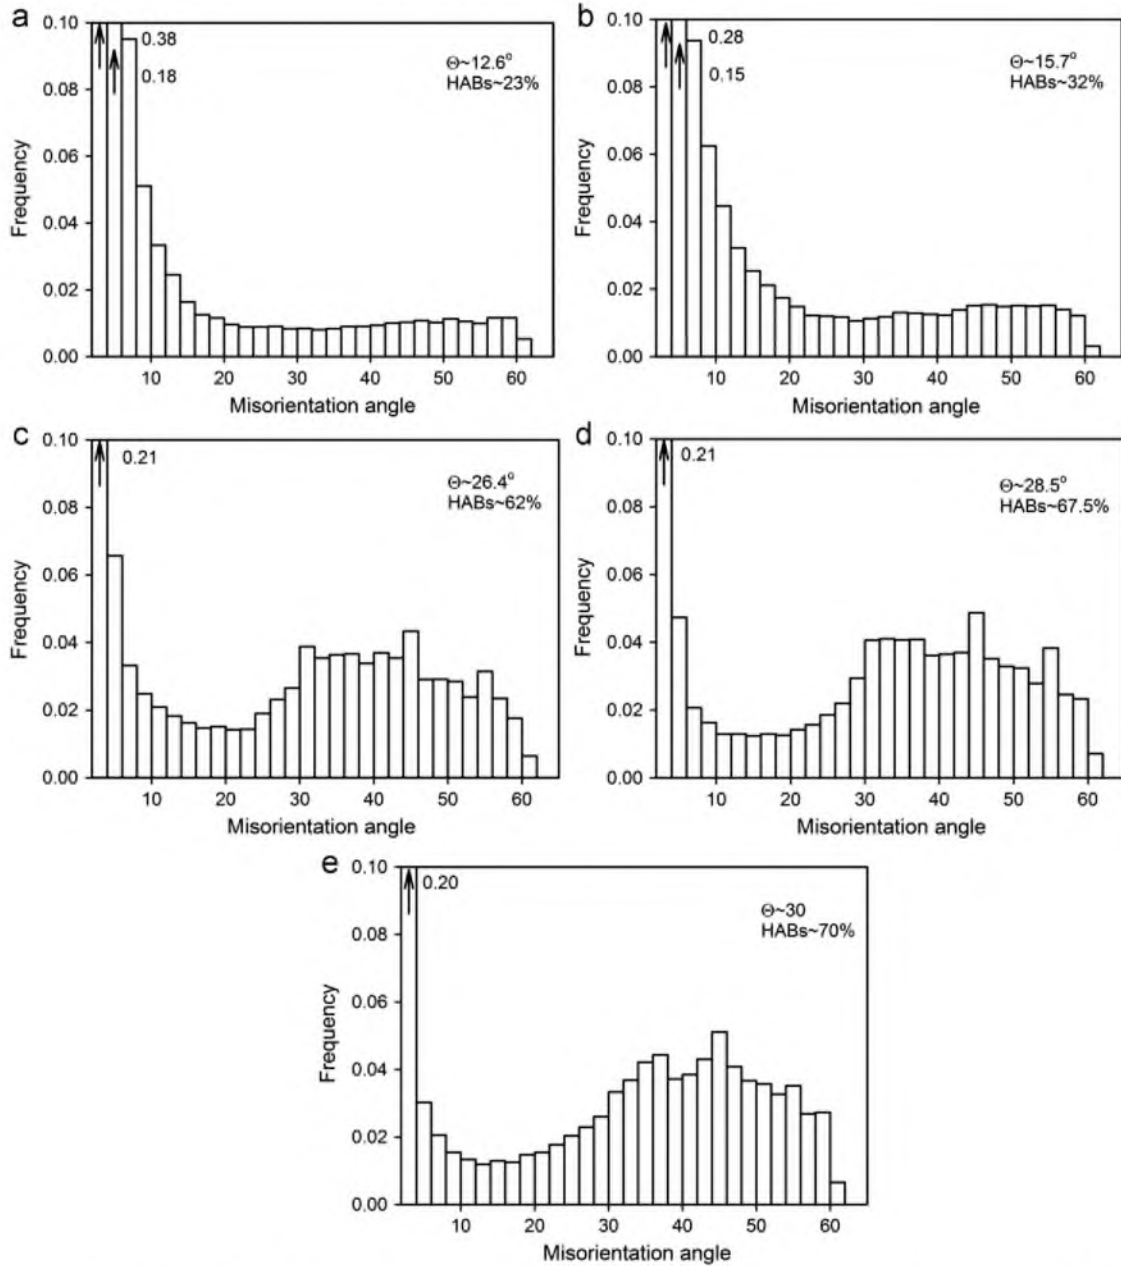 a
0.10
0.38
0.18
Θ~12.6°
HABs~23%
0.08
0.06
0.04
0.02
0.00
Frequency
10 20 30 40 50 60
Misorientation angle
b
0.10
0.28
0.15
Θ~15.7°
HABs~32%
0.08
0.06
0.04
0.02
0.00
Frequency
10 20 30 40 50 60
Misorientation angle
c
0.10
0.21
Θ~26.4°
HABs~62%
0.08
0.06
0.04
0.02
0.00
Frequency
10 20 30 40 50 60
Misorientation angle
d
0.10
0.21
Θ~28.5°
HABs~67.5%
0.08
0.06
0.04
0.02
0.00
Frequency
10 20 30 40 50 60
Misorientation angle
e
0.10
0.20
Θ~30
HABs~70%
0.08
0.06
0.04
0.02
0.00
Frequency
10 20 30 40 50 60
Misorientation angle